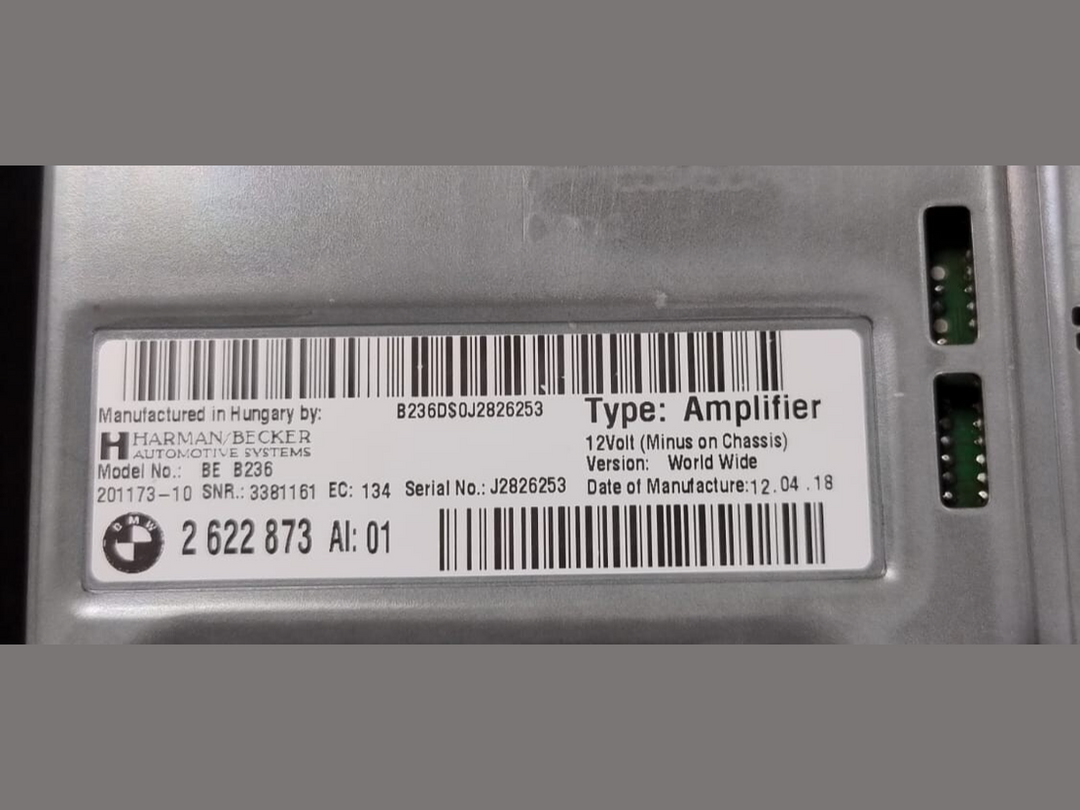 B236DS0J2826253
Manufactured in Hungary by:
HARMAN/BECKER
AUTOMOTIVE SYSTEMS
Model No.: BE B236
201173-10 SNR.: 3381161 EC: 134 Serial No.: J2826253
Type: Amplifier
12Volt (Minus on Chassis)
Version: World Wide
Date of Manufacture: 12.04.18
BMW
2 622 873 AI: 01